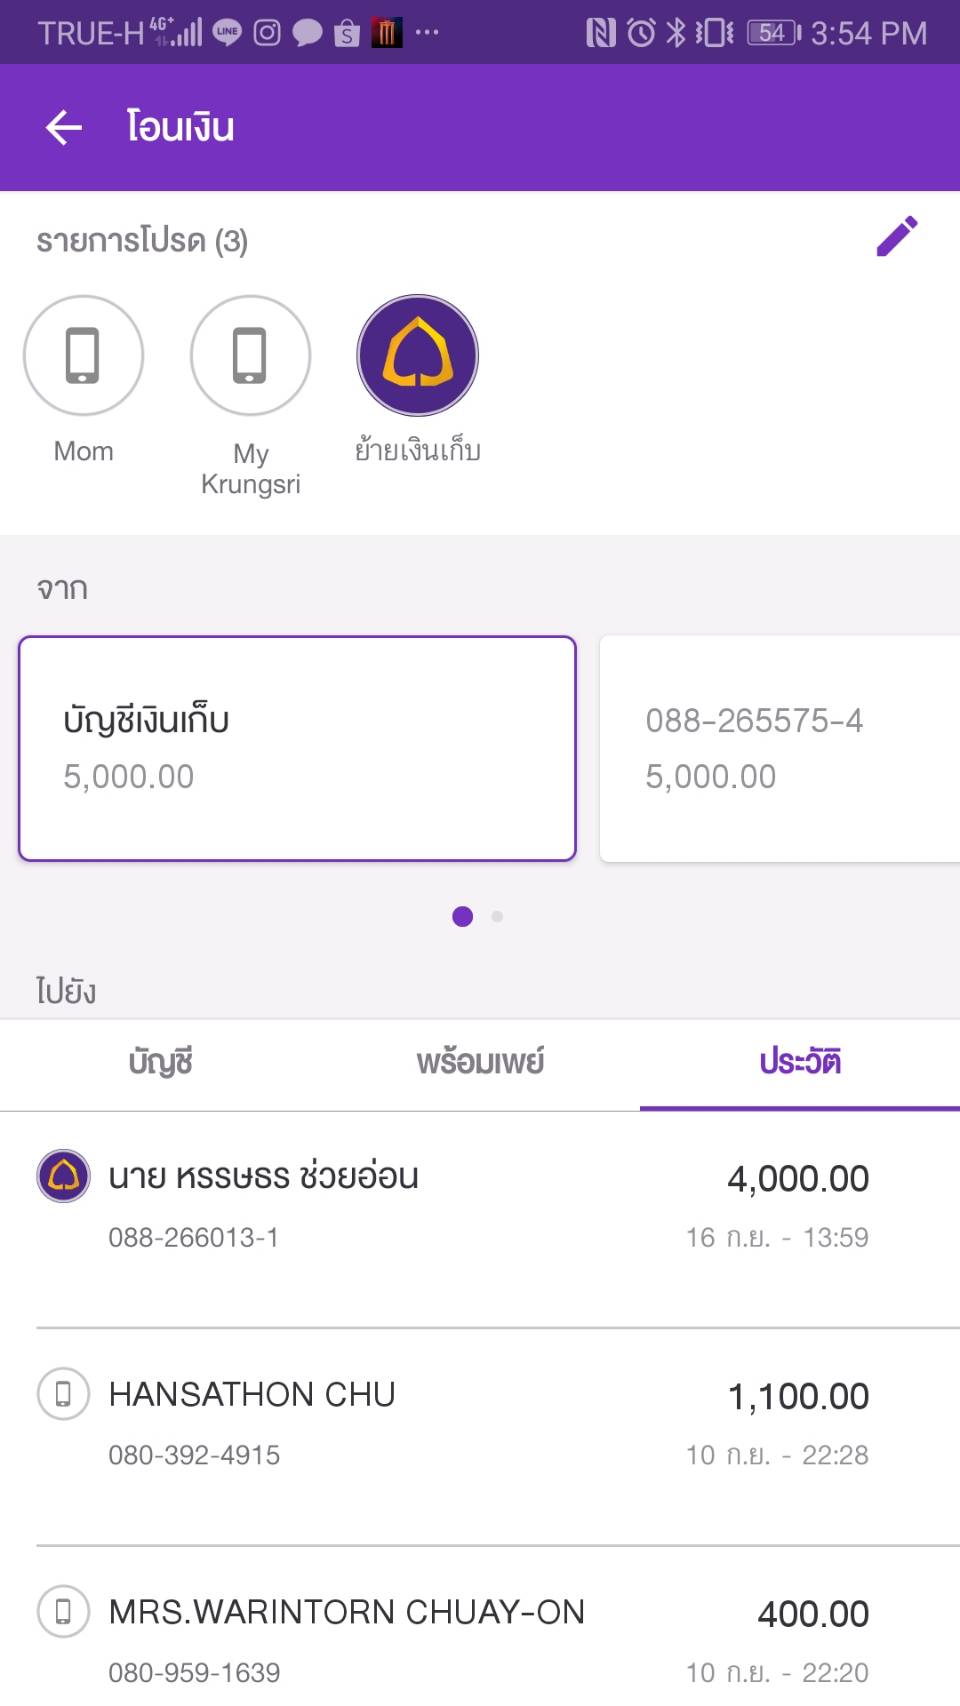 TRUE-H 4G+ LINE S 54 3:54 PM
โอนเงิน
รายการโปรด (3)
Mom
My
Krungsri
ย้ายเงินเก็บ
จาก
บัญชีเงินเก็บ
5,000.00
088-265575-4
5,000.00
ไปยัง
บัญชี พร้อมเพย์ ประวัติ
นาย หรรษธร ช่วยอ่อน 4,000.00
088-266013-1 16 ก.ย. - 13:59
HANSATHON CHU 1,100.00
080-392-4915 10 ก.ย. - 22:28
MRS.WARINTORN CHUAY-ON 400.00
080-959-1639 10 ก.ย. - 22:20